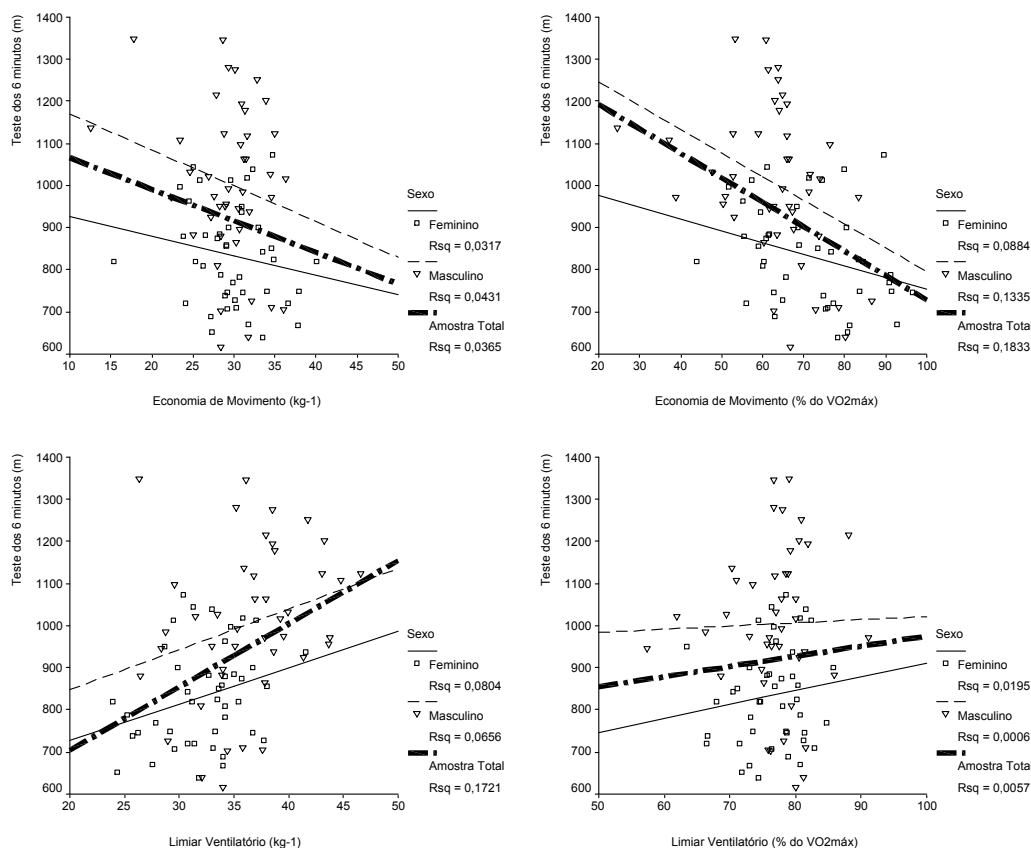 Teste dos 6 minutos (m)
1400
1300
1200
1100
1000
900
800
700
600
10 15 20 25 30 35 40 45 50
Economia de Movimento (kg-1)
Sexo
Feminino
Rsq = 0,0317
Masculino
Rsq = 0,0431
Amostra Total
Rsq = 0,0365
Teste dos 6 minutos (m)
1400
1300
1200
1100
1000
900
800
700
600
20 30 40 50 60 70 80 90 100
Economia de Movimento (% do VO2máx)
Sexo
Feminino
Rsq = 0,0884
Masculino
Rsq = 0,1335
Amostra Total
Rsq = 0,1833
Teste dos 6 minutos (m)
1400
1300
1200
1100
1000
900
800
700
600
20 25 30 35 40 45 50
Limiar Ventilatório (kg-1)
Sexo
Feminino
Rsq = 0,0804
Masculino
Rsq = 0,0656
Amostra Total
Rsq = 0,1721
Teste dos 6 minutos (m)
1400
1300
1200
1100
1000
900
800
700
600
50 60 70 80 90 100
Limiar Ventilatório (% do VO2máx)
Sexo
Feminino
Rsq = 0,0195
Masculino
Rsq = 0,0006
Amostra Total
Rsq = 0,0057